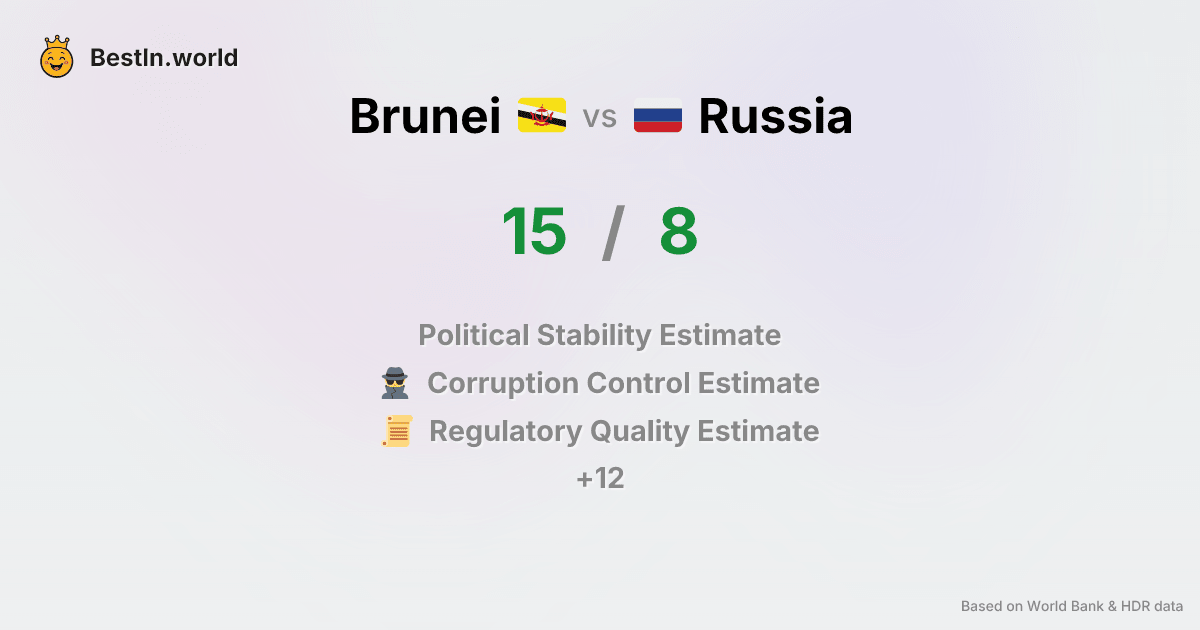 BestIn.world
Brunei vs Russia
15 / 8
Political Stability Estimate
Corruption Control Estimate
Regulatory Quality Estimate
+12
Based on World Bank & HDR data